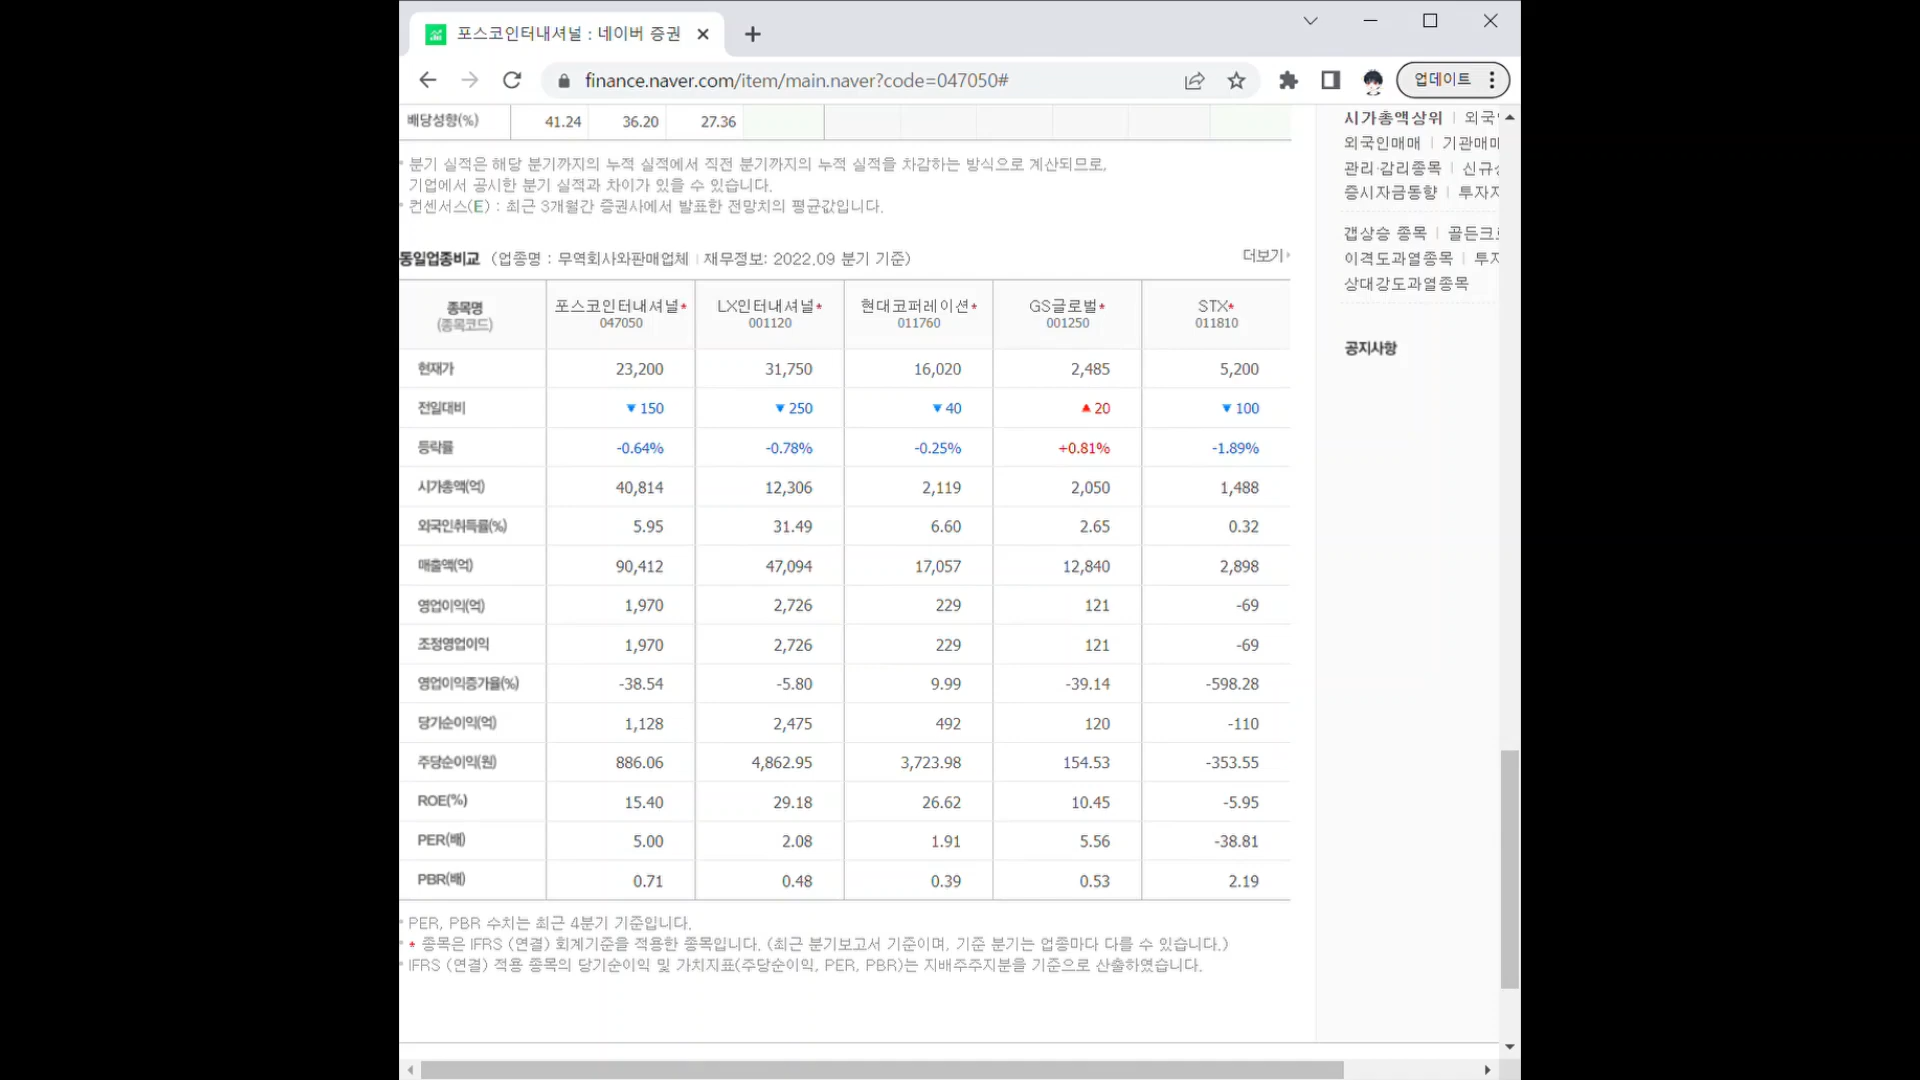 포스코인터내셔널 : 네이버 증권
finance.naver.com/item/main.naver?code=047050#
업데이트
배당성향(%) 41.24 36.20 27.36
* 분기 실적은 해당 분기까지의 누적 실적에서 직전 분기까지의 누적 실적을 차감하는 방식으로 계산되므로,
기업에서 공시한 분기 실적과 차이가 있을 수 있습니다.
* 컨센서스(E) : 최근 3개월간 증권사에서 발표한 전망치의 평균값입니다.
동일업종비교 (업종명 : 무역회사와판매업체 | 재무정보: 2022.09 분기 기준) 더보기
종목명 포스코인터내셔널* LX인터내셔널* 현대코퍼레이션* GS글로벌* STX*
(종목코드) 047050 001120 011760 001250 011810
현재가 23,200 31,750 16,020 2,485 5,200
전일대비 ▼150 ▼250 ▼40 ▲20 ▼100
등락률 -0.64% -0.78% -0.25% +0.81% -1.89%
시가총액(억) 40,814 12,306 2,119 2,050 1,488
외국인취득률(%) 5.95 31.49 6.60 2.65 0.32
매출액(억) 90,412 47,094 17,057 12,840 2,898
영업이익(억) 1,970 2,726 229 121 -69
조정영업이익 1,970 2,726 229 121 -69
영업이익증가율(%) -38.54 -5.80 9.99 -39.14 -598.28
당기순이익(억) 1,128 2,475 492 120 -110
주당순이익(원) 886.06 4,862.95 3,723.98 154.53 -353.55
ROE(%) 15.40 29.18 26.62 10.45 -5.95
PER(배) 5.00 2.08 1.91 5.56 -38.81
PBR(배) 0.71 0.48 0.39 0.53 2.19
* PER, PBR 수치는 최근 4분기 기준입니다.
* * 종목은 IFRS (연결) 회계기준을 적용한 종목입니다. (최근 분기보고서 기준이며, 기준 분기는 업종마다 다를 수 있습니다.)
* IFRS (연결) 적용 종목의 당기순이익 및 가치지표(주당순이익, PER, PBR)는 지배주주지분을 기준으로 산출하였습니다.
시가총액상위 | 외국
외국인매매 | 기관매매
관리·감리종목 | 신규
증시자금동향 | 투자
갭상승 종목 | 골든크
이격도과열종목 | 투
상대강도과열종목
공지사항